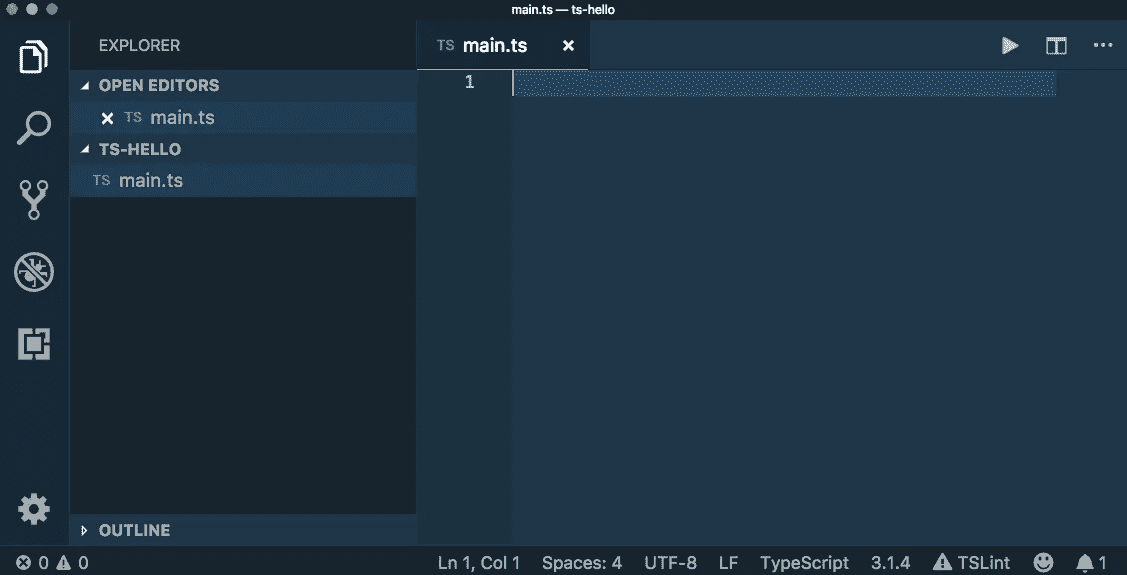 main.ts — ts-hello
EXPLORER
OPEN EDITORS
TS main.ts
TS-HELLO
TS main.ts
OUTLINE
TS main.ts
1
0 0
Ln 1, Col 1 Spaces: 4 UTF-8 LF TypeScript 3.1.4 TSLint 1